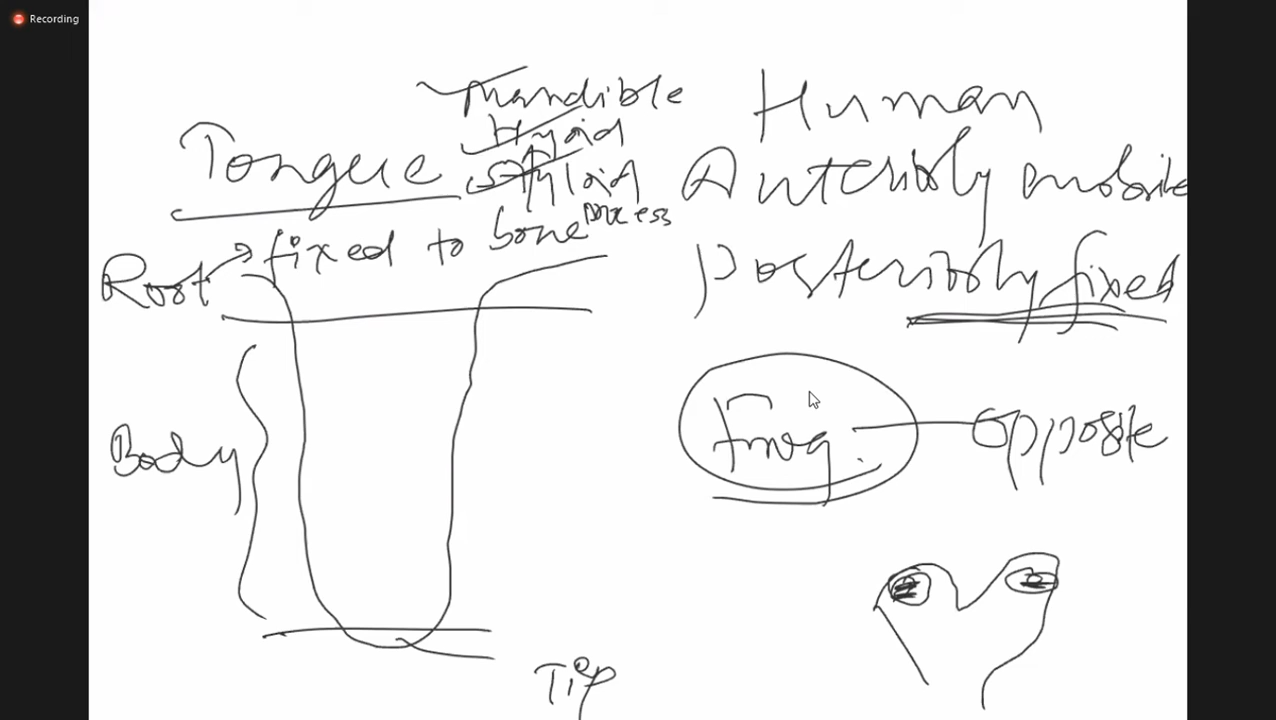 Recording
Mandible
Hyoid
Styloid process
Tongue
Root → fixed to bone
Body
Tip
Human
Anteriorly mobile
Posteriorly fixed
Frog. — Opposite